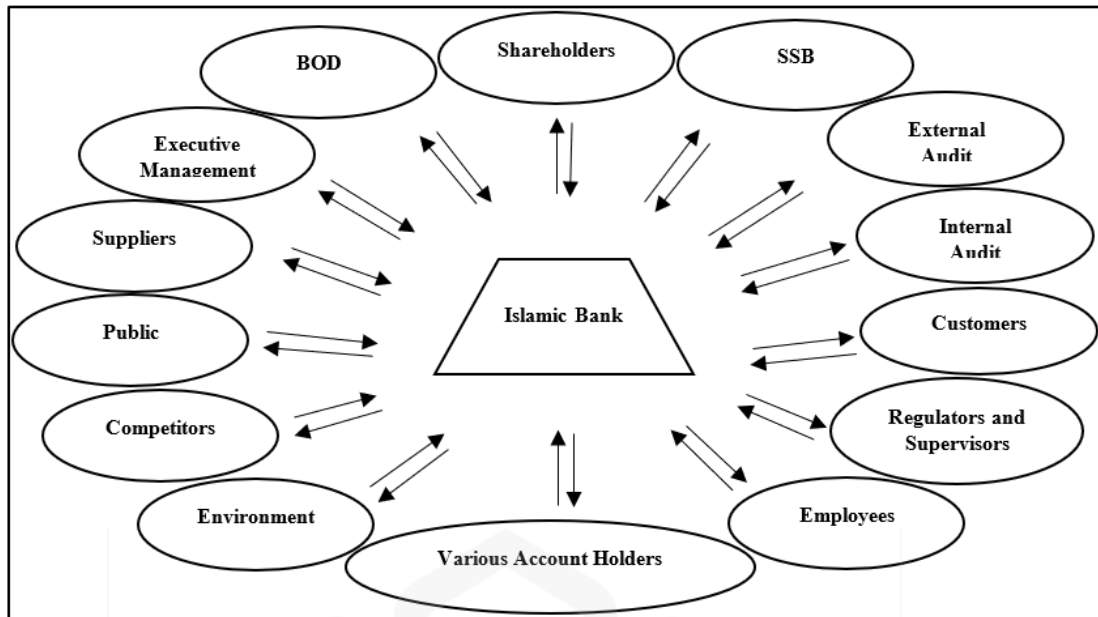 Shareholders
BOD
SSB
Executive
Management
External
Audit
Suppliers
Internal
Audit
Islamic Bank
Public
Customers
Competitors
Regulators and
Supervisors
Environment
Employees
Various Account Holders